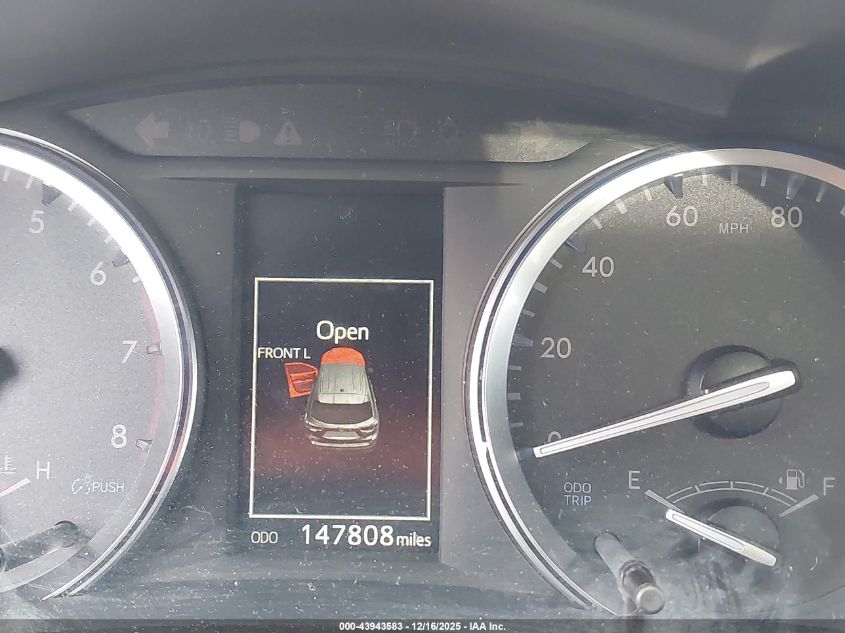 5
6
7
8
H
PUSH
Open
FRONT L
ODO 147808 miles
0
20
40
60
80
MPH
ODO
TRIP
E
F
000-43943583 - 12/16/2025 - IAA Inc.